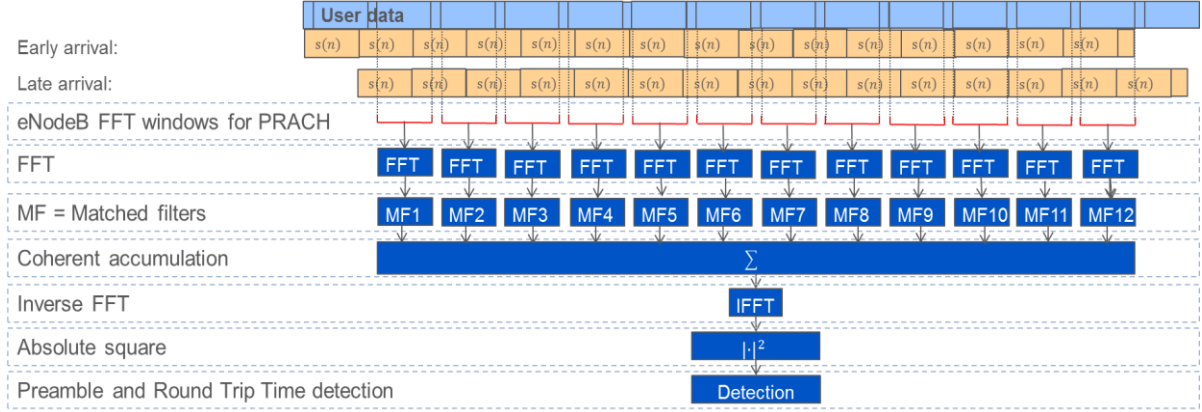 User data
Early arrival: s(n) s(n) s(n) s(n) s(n) s(n) s(n) s(n) s(n) s(n) s(n) s(n) s(n) s(n) s(n)
Late arrival: s(n) s(n) s(n) s(n) s(n) s(n) s(n) s(n) s(n) s(n) s(n) s(n) s(n) s(n) s(n)
eNodeB FFT windows for PRACH
FFT FFT FFT FFT FFT FFT FFT FFT FFT FFT FFT FFT FFT
MF = Matched filters MF1 MF2 MF3 MF4 MF5 MF6 MF7 MF8 MF9 MF10 MF11 MF12
Coherent accumulation Σ
Inverse FFT IFFT
Absolute square |·|²
Preamble and Round Trip Time detection Detection